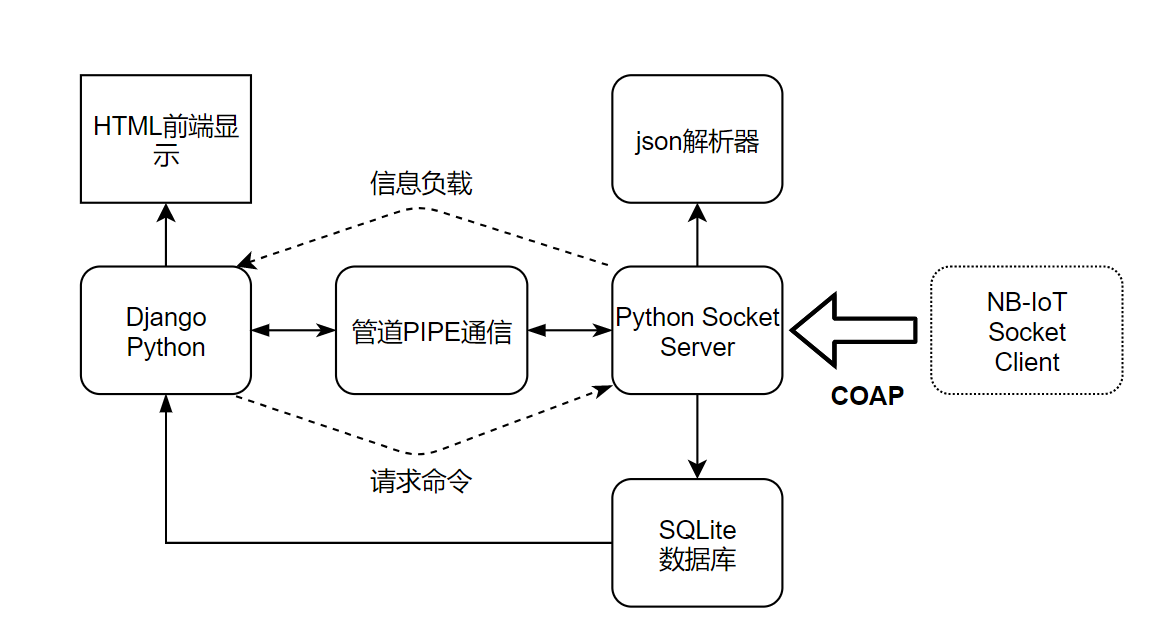 HTML前端显
示
json解析器
信息负载
Django
Python
管道PIPE通信
Python Socket
Server
NB-IoT
Socket
Client
COAP
请求命令
SQLite
数据库